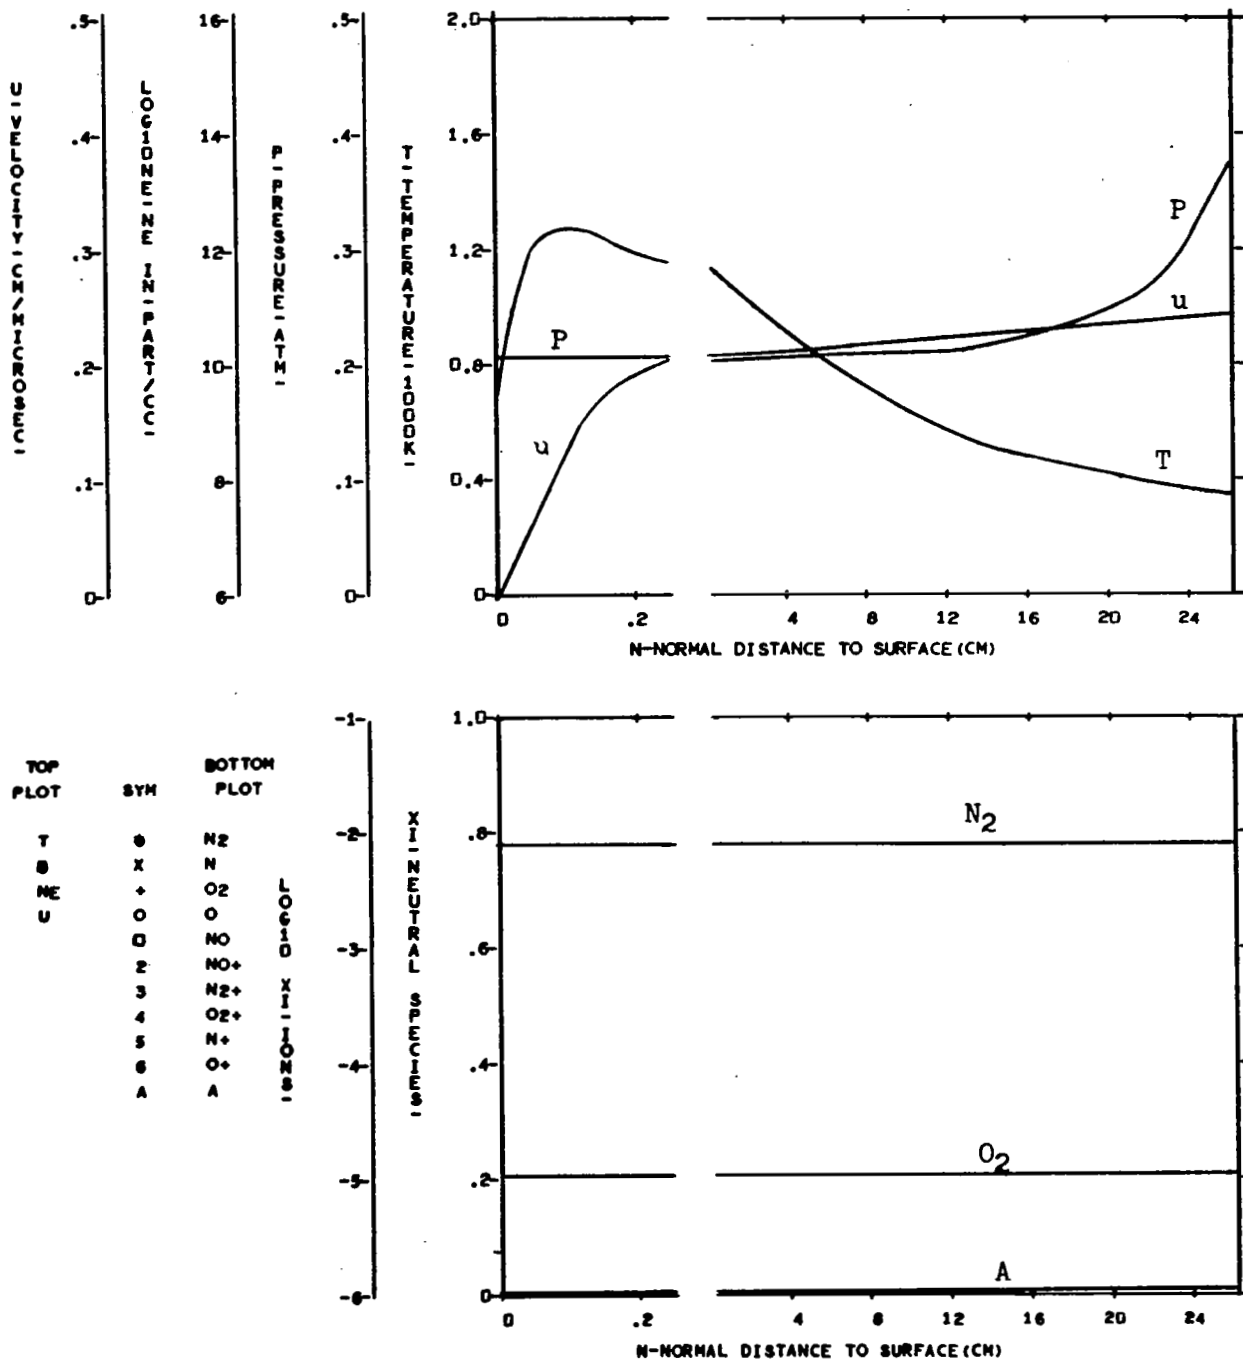 U-VELOCITY-CM/MICROSEC-
.5-
.4-
.3-
.2-
.1-
0-
LOG10NE-NE IN-PART/CC-
16-
14-
12-
10-
8-
6-
P-PRESSURE-ATM-
.5-
.4-
.3-
.2-
.1-
0-
T-TEMPERATURE-1000K-
2.0
1.6
1.2
0.8
0.4
0
P
u
P
u
T
0 .2 4 8 12 16 20 24
N-NORMAL DISTANCE TO SURFACE(CM)
TOP PLOT SYM BOTTOM PLOT
T N2
X N
NE + O2
U O O
NO
2 NO+
3 N2+
4 O2+
5 N+
6 O+
A A
LOG10 XI-IONS-
-1-
-2-
-3-
-4-
-5-
-6-
XI-NEUTRAL SPECIES-
1.0
.8
.6
.4
.2
0
N2
O2
A
0 .2 4 8 12 16 20 24
N-NORMAL DISTANCE TO SURFACE(CM)